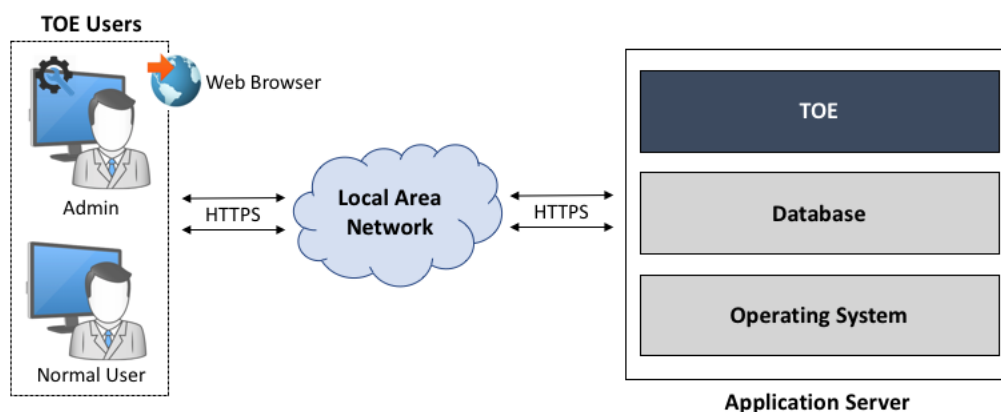 TOE Users
Web Browser
Admin
Normal User
HTTPS
Local Area
Network
HTTPS
TOE
Database
Operating System
Application Server